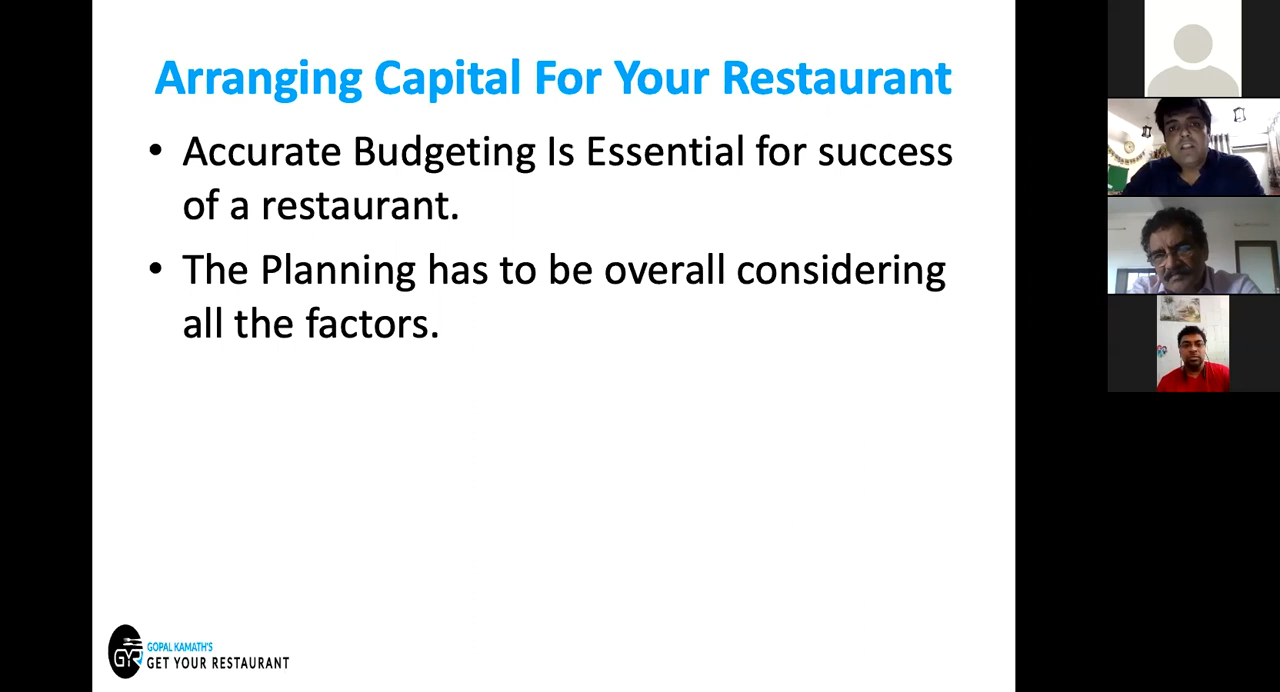 Arranging Capital For Your Restaurant
• Accurate Budgeting Is Essential for success
of a restaurant.
• The Planning has to be overall considering
all the factors.
GYR
GOPAL KAMATH'S
GET YOUR RESTAURANT